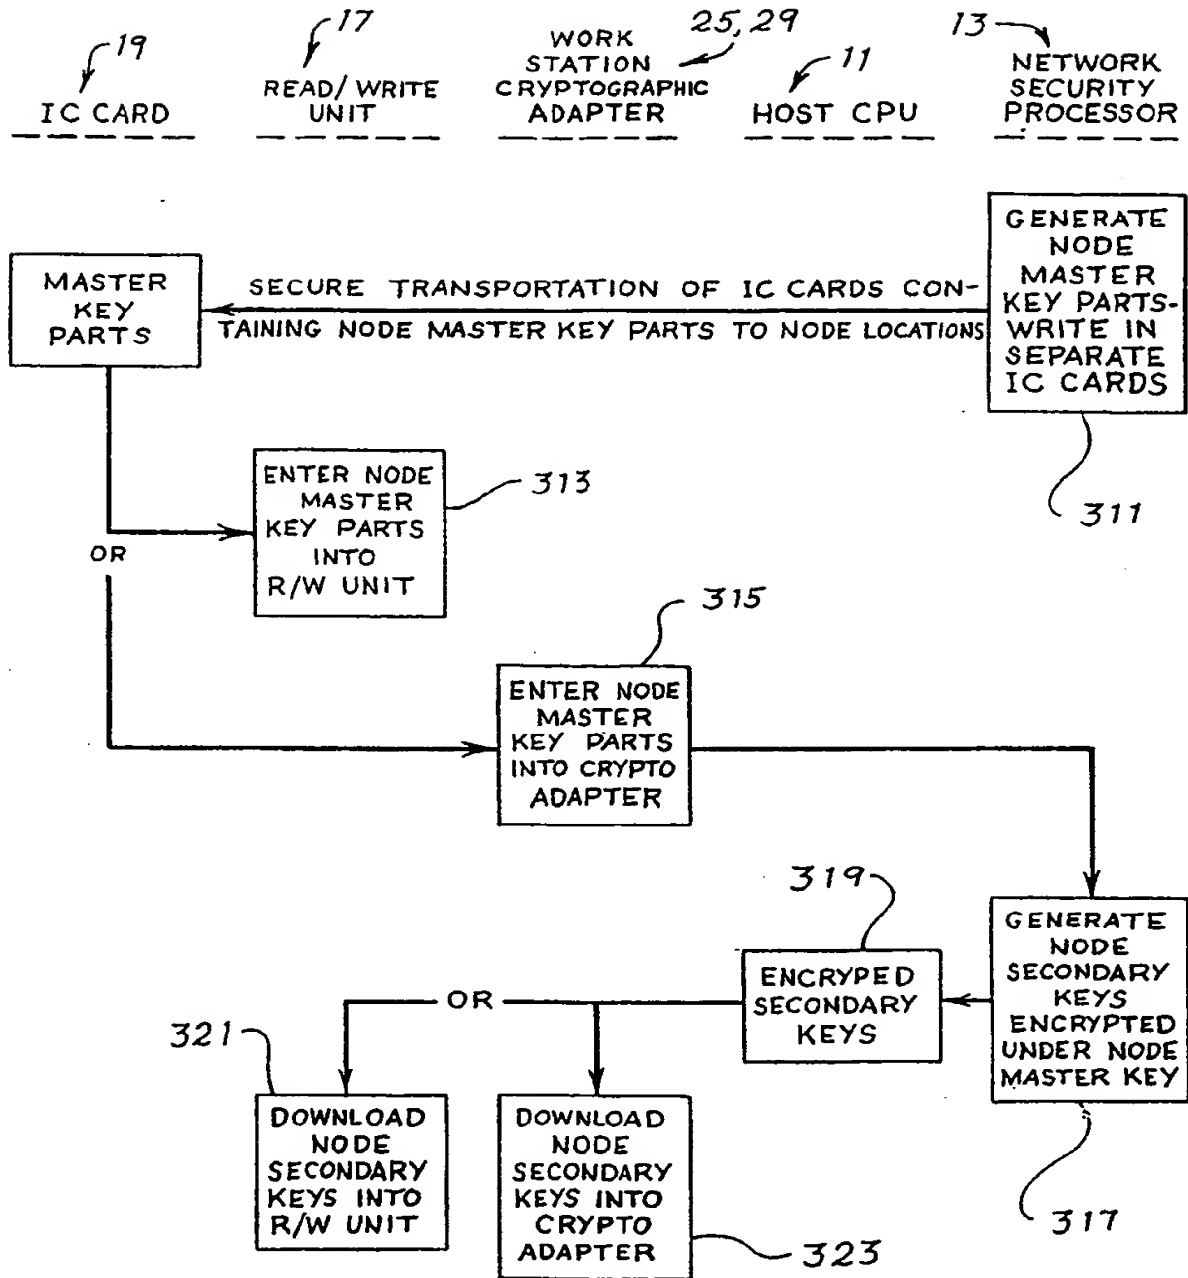 19
IC CARD
17
READ/WRITE
UNIT
25, 29
WORK
STATION
CRYPTOGRAPHIC
ADAPTER
11
HOST CPU
13
NETWORK
SECURITY
PROCESSOR
GENERATE
NODE
MASTER
KEY PARTS-
WRITE IN
SEPARATE
IC CARDS
311
SECURE TRANSPORTATION OF IC CARDS CON-
TAINING NODE MASTER KEY PARTS TO NODE LOCATIONS
MASTER
KEY
PARTS
OR
ENTER NODE
MASTER
KEY PARTS
INTO
R/W UNIT
313
315
ENTER NODE
MASTER
KEY PARTS
INTO CRYPTO
ADAPTER
GENERATE
NODE
SECONDARY
KEYS
ENCRYPTED
UNDER NODE
MASTER KEY
317
319
ENCRYPED
SECONDARY
KEYS
OR
321
DOWNLOAD
NODE
SECONDARY
KEYS INTO
R/W UNIT
DOWNLOAD
NODE
SECONDARY
KEYS INTO
CRYPTO
ADAPTER
323